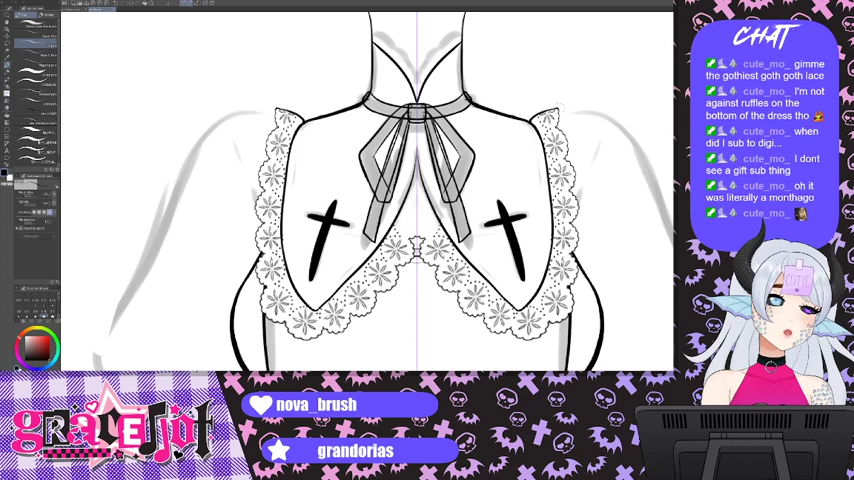 CHAT
cute_mo_ gimme
the gothiest goth goth lace
cute_mo_ I'm not
against ruffles on the
bottom of the dress tho
cute_mo_ when
did I sub to digi...
cute_mo_ I dont
see a gift sub thing
cute_mo_ oh it
was literally a monthago
cute_mo_
CUTIE
graceJot
nova_brush
grandorias